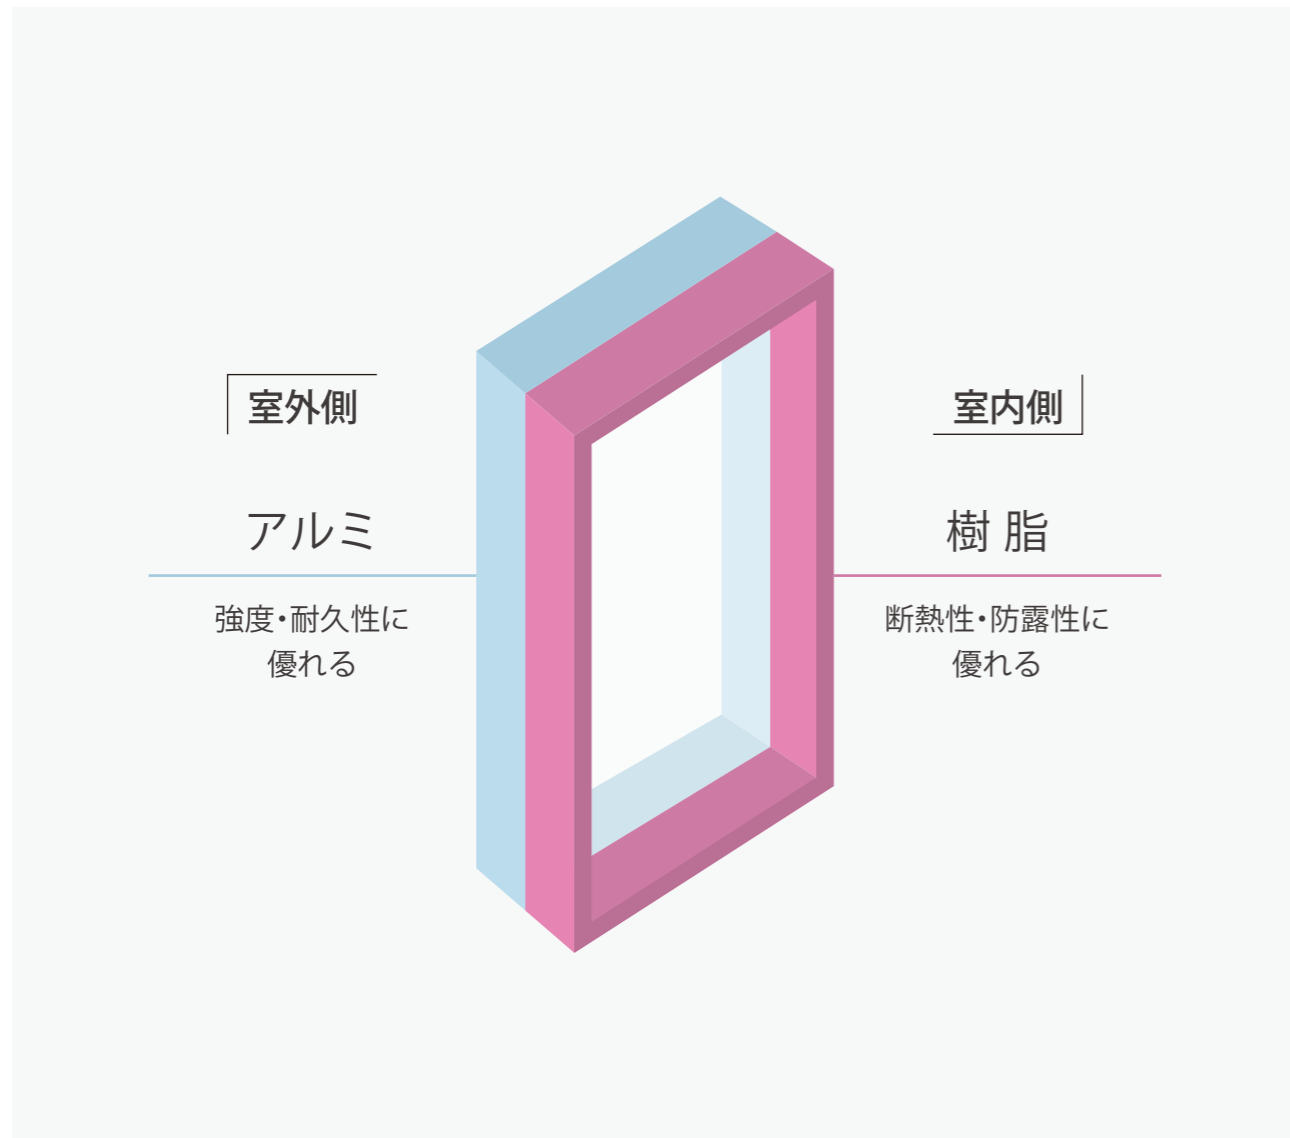 室外側
アルミ
強度・耐久性に
優れる
室内側
樹脂
断熱性・防露性に
優れる